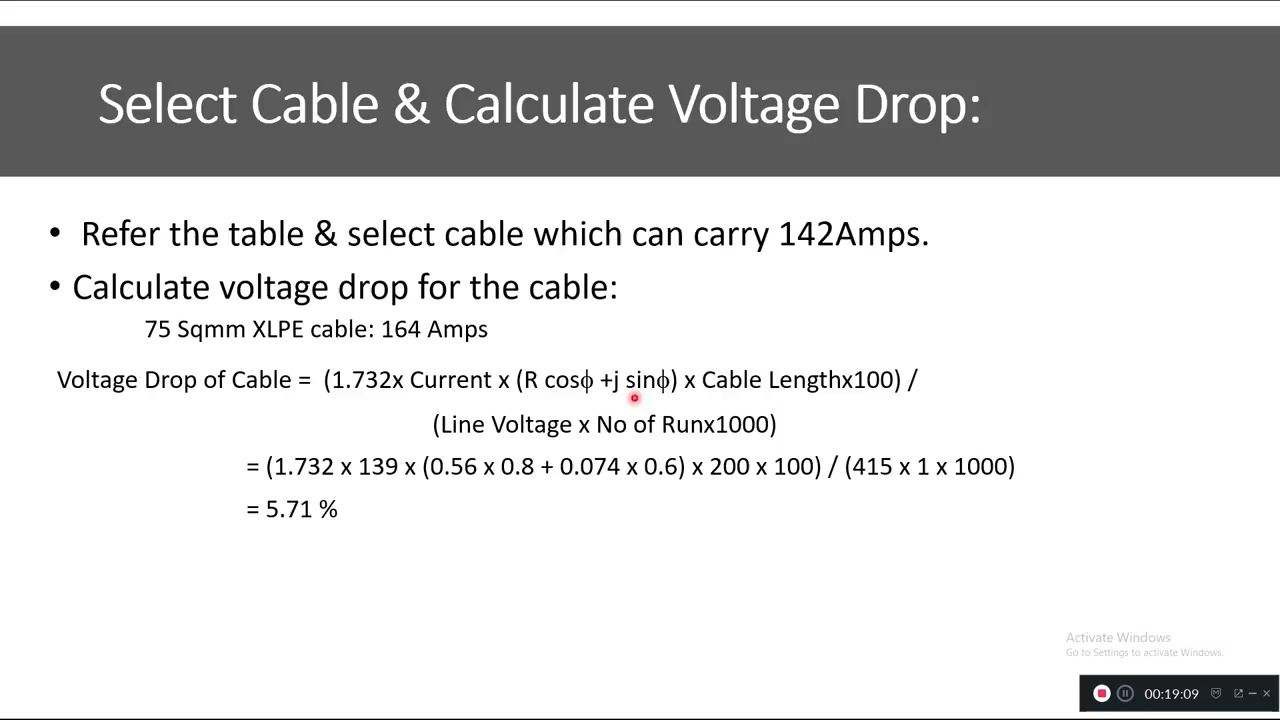 Select Cable & Calculate Voltage Drop:
• Refer the table & select cable which can carry 142Amps.
• Calculate voltage drop for the cable:
75 Sqmm XLPE cable: 164 Amps
Voltage Drop of Cable = (1.732x Current x (R cosϕ +j sinϕ) x Cable Lengthx100) /
(Line Voltage x No of Runx1000)
= (1.732 x 139 x (0.56 x 0.8 + 0.074 x 0.6) x 200 x 100) / (415 x 1 x 1000)
= 5.71 %
Activate Windows
Go to Settings to activate Windows.
00:19:09